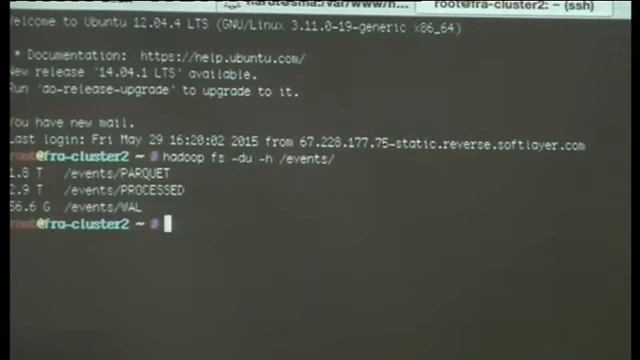 root@fra-cluster2: ~ (ssh)
elcome to Ubuntu 12.04.4 LTS (GNU/Linux 3.11.0-19-generic x86_64)
* Documentation: https://help.ubuntu.com/
New release '14.04.1 LTS' available.
Run 'do-release-upgrade' to upgrade to it.
You have new mail.
Last login: Fri May 29 16:20:02 2015 from 67.228.177.75-static.reverse.softlayer.com
root@fra-cluster2 ~ # hadoop fs -du -h /events/
1.8 T /events/PARQUET
2.9 T /events/PROCESSED
56.6 G /events/WAL
root@fra-cluster2 ~ #